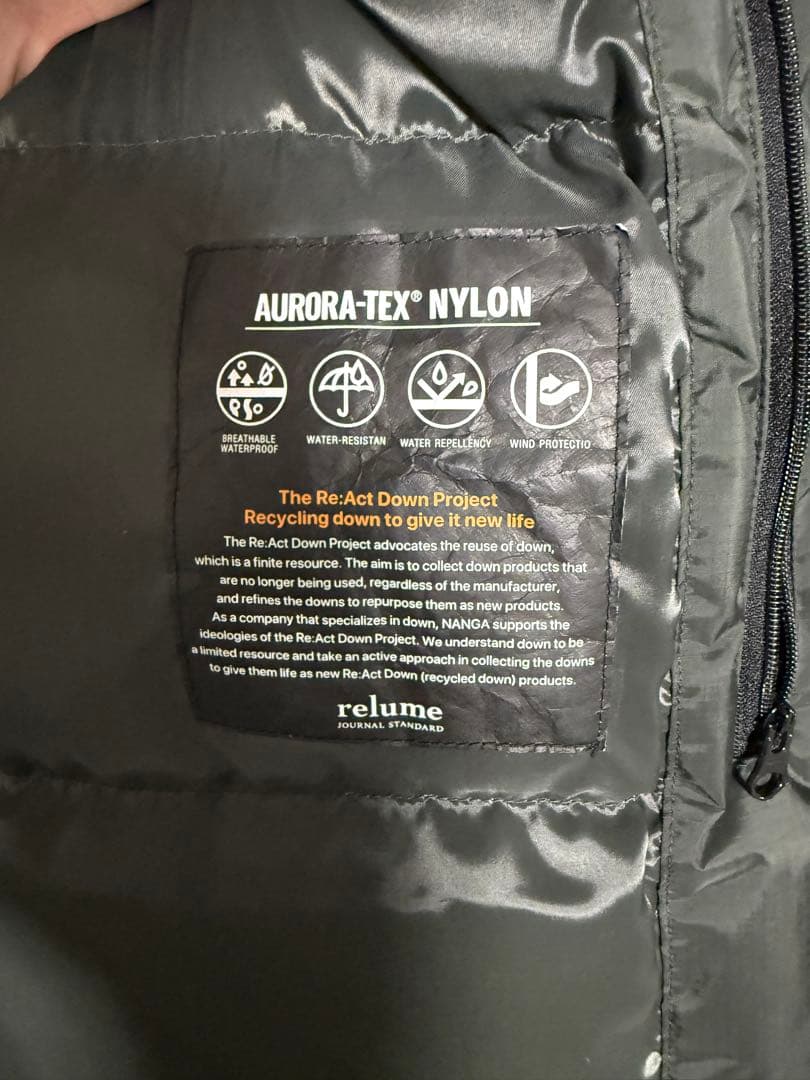 AURORA-TEX® NYLON
BREATHABLE
WATERPROOF
WATER-RESISTAN
WATER REPELLENCY
WIND PROTECTIO
The Re:Act Down Project
Recycling down to give it new life
The Re:Act Down Project advocates the reuse of down,
which is a finite resource. The aim is to collect down products that
are no longer being used, regardless of the manufacturer,
and refines the downs to repurpose them as new products.
As a company that specializes in down, NANGA supports the
ideologies of the Re:Act Down Project. We understand down to be
a limited resource and take an active approach in collecting the downs
to give them life as new Re:Act Down (recycled down) products.
relume
JOURNAL STANDARD